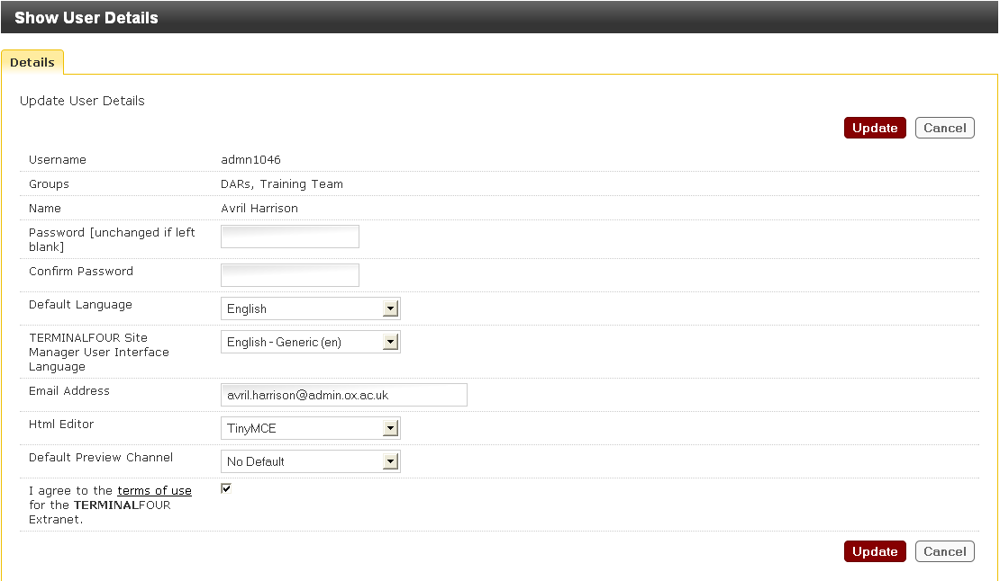 Show User Details
Details
Update User Details
Update Cancel
Username admn1046
Groups DARs, Training Team
Name Avril Harrison
Password [unchanged if left
blank]
Confirm Password
Default Language English
TERMINALFOUR Site
Manager User Interface
Language
English - Generic (en)
Email Address avril.harrison@admin.ox.ac.uk
Html Editor TinyMCE
Default Preview Channel No Default
I agree to the terms of use
for the TERMINALFOUR
Extranet.
Update Cancel